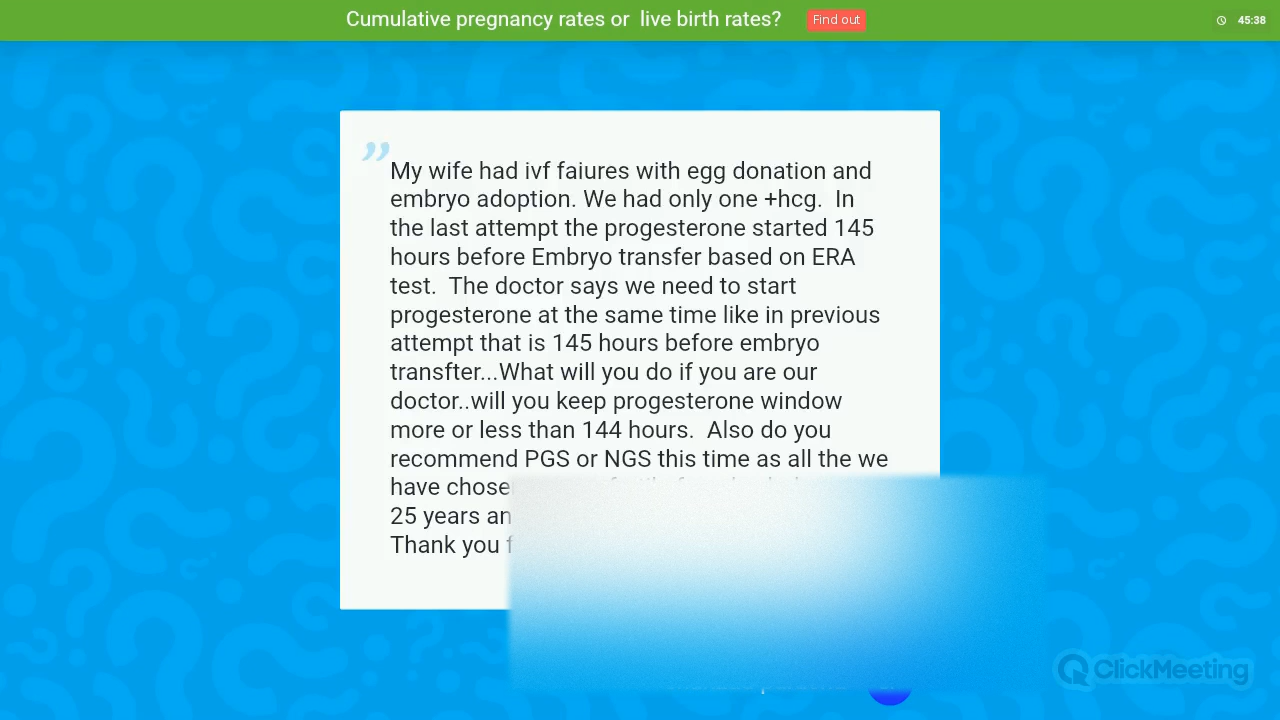 Cumulative pregnancy rates or  live birth rates? Find out 45:38
”
My wife had ivf faiures with egg donation and
embryo adoption. We had only one +hcg.  In
the last attempt the progesterone started 145
hours before Embryo transfer based on ERA
test.  The doctor says we need to start
progesterone at the same time like in previous
attempt that is 145 hours before embryo
transfter...What will you do if you are our
doctor..will you keep progesterone window
more or less than 144 hours.  Also do you
recommend PGS or NGS this time as all the we
have
25 years
Thank you
ClickMeeting